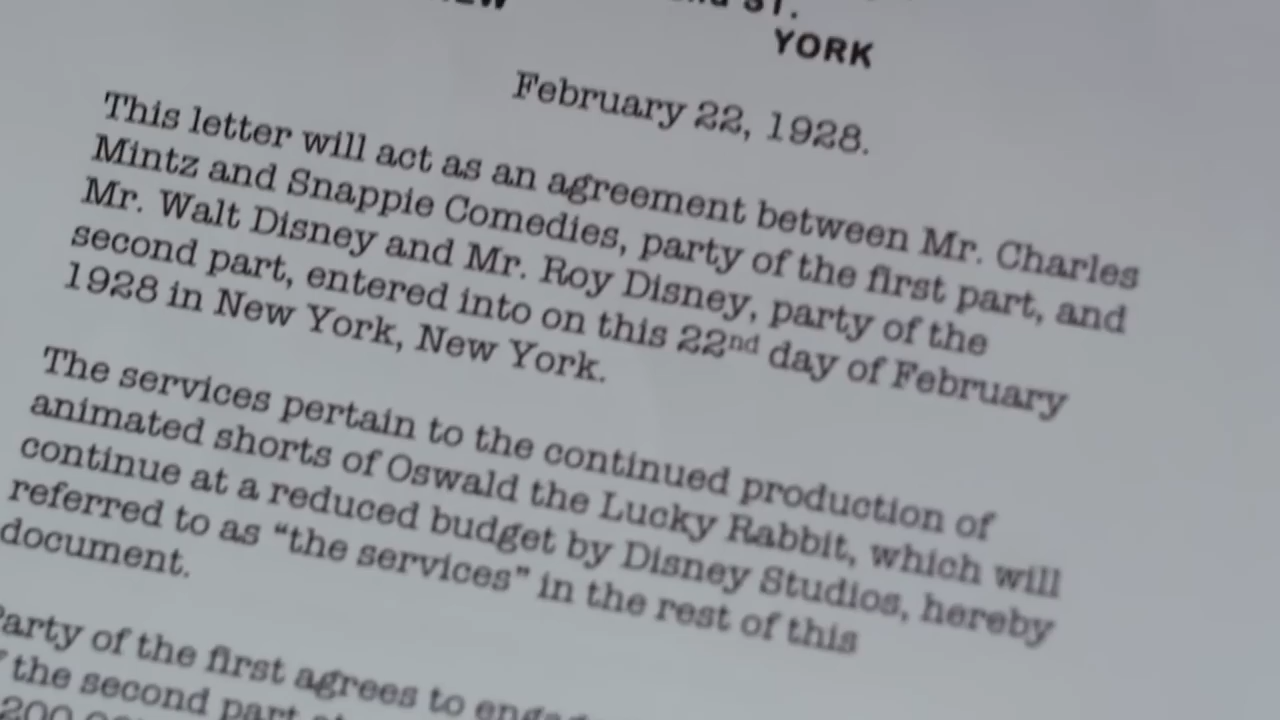 ST.
YORK
February 22, 1928.
This letter will act as an agreement between Mr. Charles
Mintz and Snappie Comedies, party of the first part, and
Mr. Walt Disney and Mr. Roy Disney, party of the
second part, entered into on this 22nd day of February
1928 in New York, New York.
The services pertain to the continued production of
animated shorts of Oswald the Lucky Rabbit, which will
continue at a reduced budget by Disney Studios, hereby
referred to as “the services” in the rest of this
document.
Party of the first agrees to
the second part